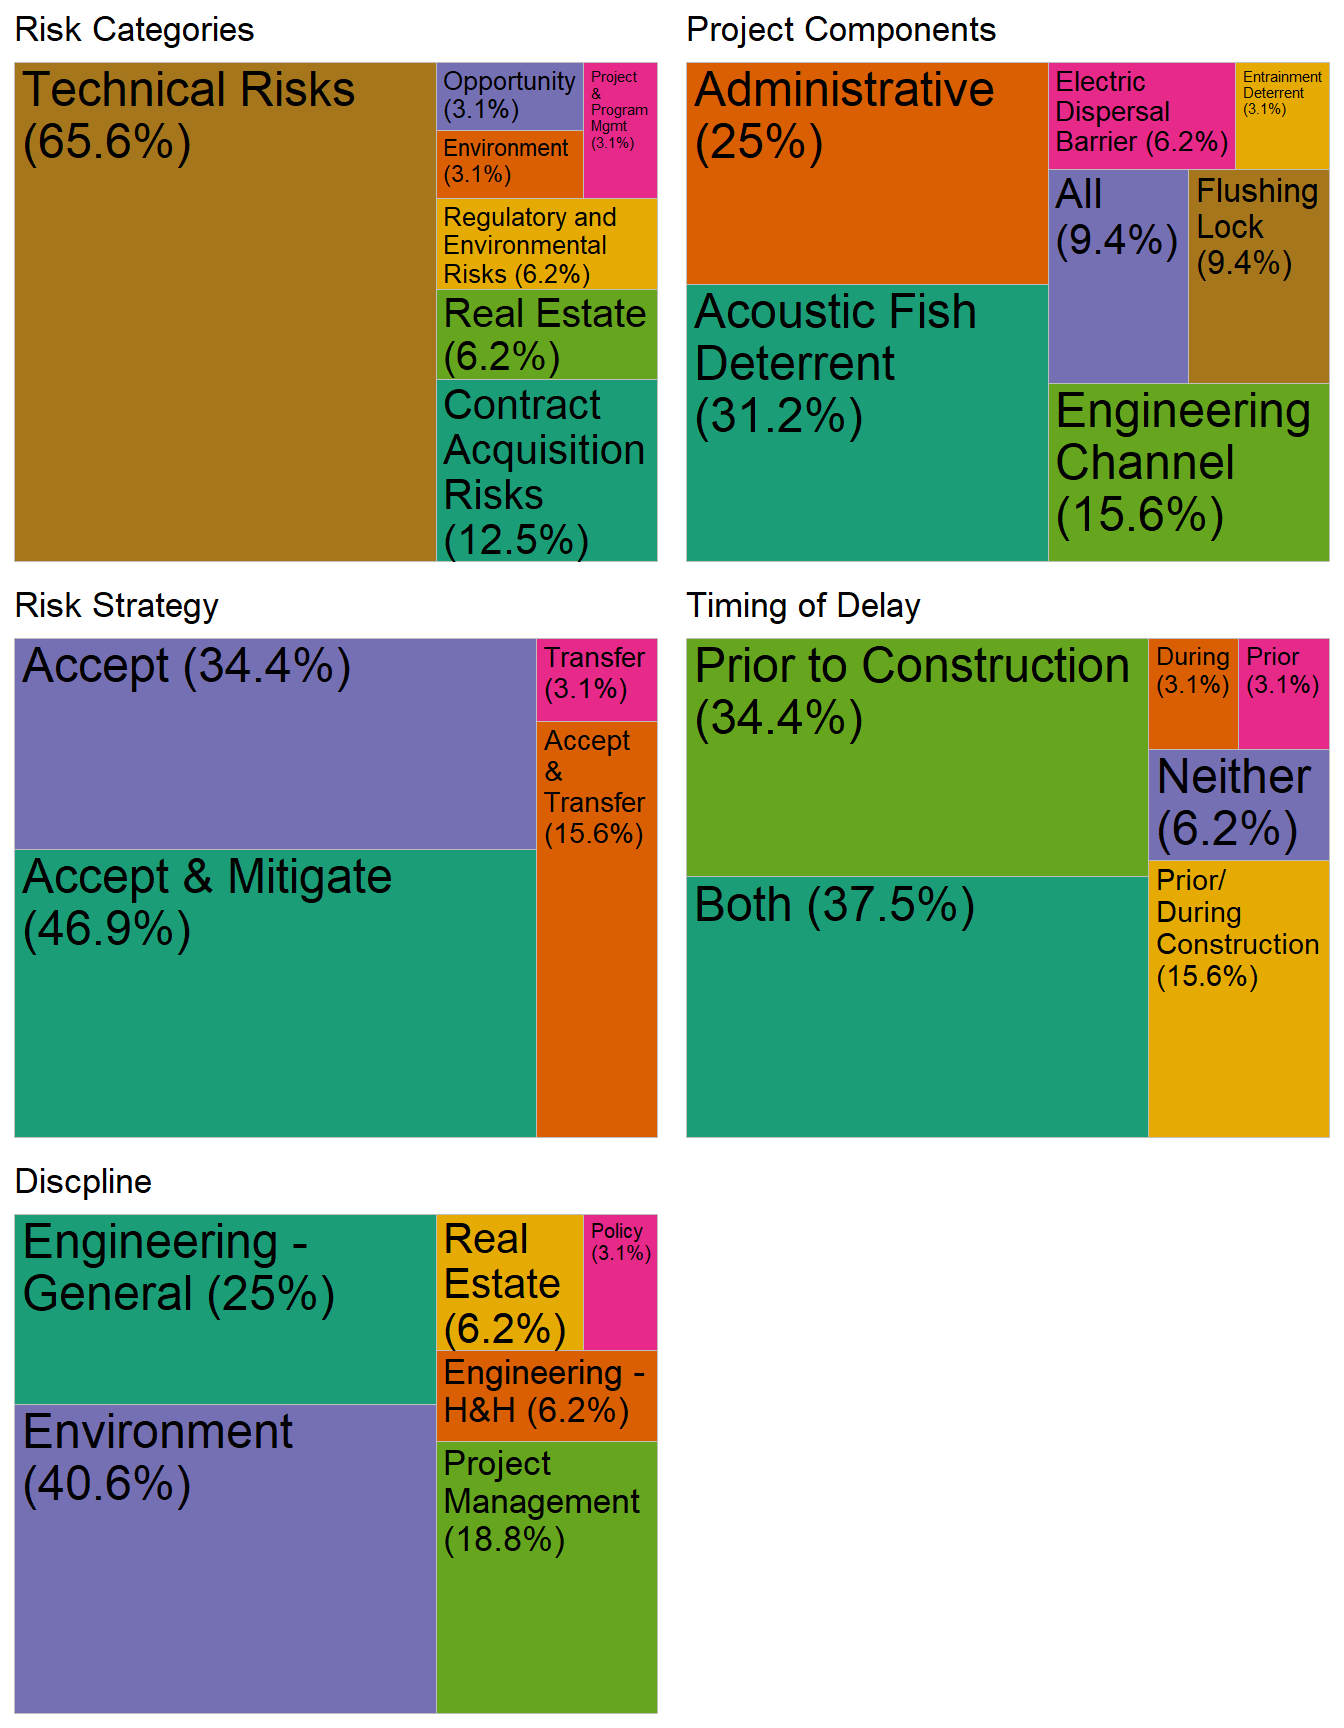 Risk Categories
Technical Risks
(65.6%)
Opportunity
(3.1%)
Project
&
Program
Mgmt
(3.1%)
Environment
(3.1%)
Regulatory and
Environmental
Risks (6.2%)
Real Estate
(6.2%)
Contract
Acquisition
Risks
(12.5%)
Project Components
Administrative
(25%)
Electric
Dispersal
Barrier (6.2%)
Entrainment
Deterrent
(3.1%)
All
(9.4%)
Flushing
Lock
(9.4%)
Acoustic Fish
Deterrent
(31.2%)
Engineering
Channel
(15.6%)
Risk Strategy
Accept (34.4%)
Transfer
(3.1%)
Accept
&
Transfer
(15.6%)
Accept & Mitigate
(46.9%)
Timing of Delay
Prior to Construction
(34.4%)
During
(3.1%)
Prior
(3.1%)
Neither
(6.2%)
Both (37.5%)
Prior/
During
Construction
(15.6%)
Discpline
Engineering -
General (25%)
Real
Estate
(6.2%)
Policy
(3.1%)
Engineering -
H&H (6.2%)
Environment
(40.6%)
Project
Management
(18.8%)